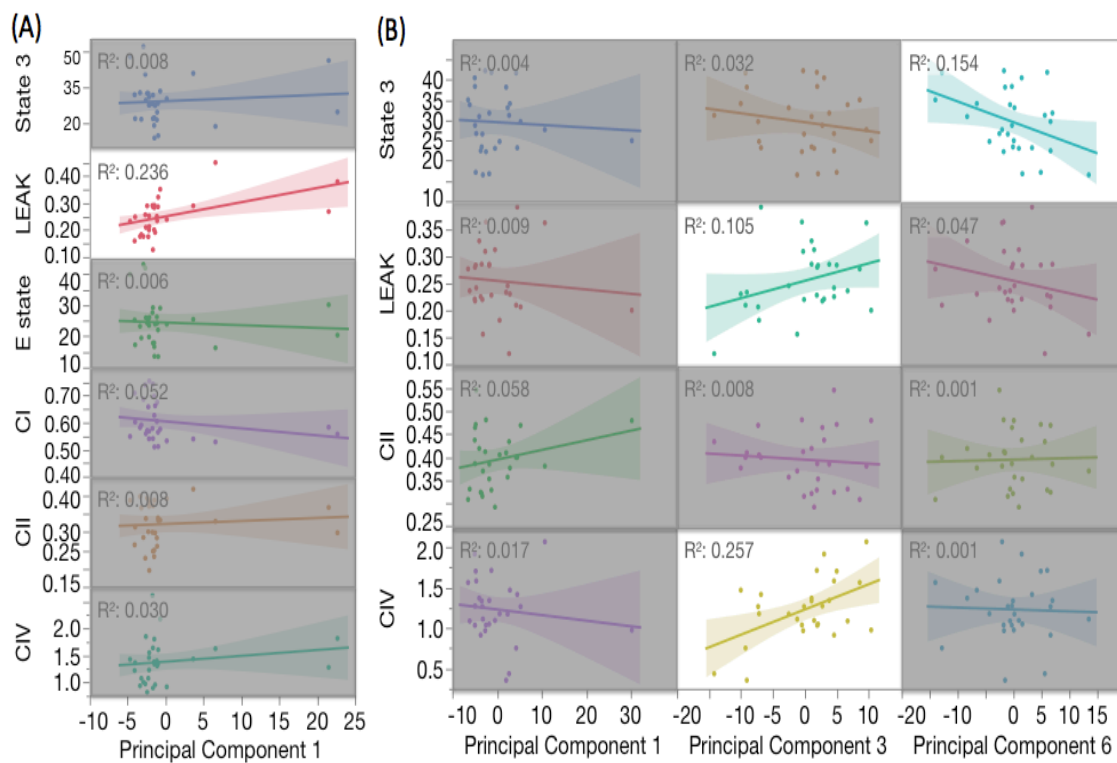 (A)
State 3
50
35
20
R²: 0.008
LEAK
0.40
0.30
0.20
0.10
R²: 0.236
E state
40
30
20
10
R²: 0.006
CI
0.70
0.60
0.50
0.40
R²: 0.052
CII
0.40
0.30
0.25
0.15
R²: 0.008
CIV
2.0
1.5
1.0
R²: 0.030
-10 -5 0 5 10 15 20 25
Principal Component 1
(B)
State 3
40
35
30
25
20
10
R²: 0.004
R²: 0.032
R²: 0.154
LEAK
0.35
0.30
0.25
0.20
0.15
0.10
R²: 0.009
R²: 0.105
R²: 0.047
CII
0.55
0.50
0.45
0.40
0.35
0.25
R²: 0.058
R²: 0.008
R²: 0.001
CIV
2.0
1.5
1.0
0.5
R²: 0.017
R²: 0.257
R²: 0.001
-10 0 10 20 30
-20 -10 0 5 10
-20 -10 0 5 10 15
Principal Component 1
Principal Component 3
Principal Component 6